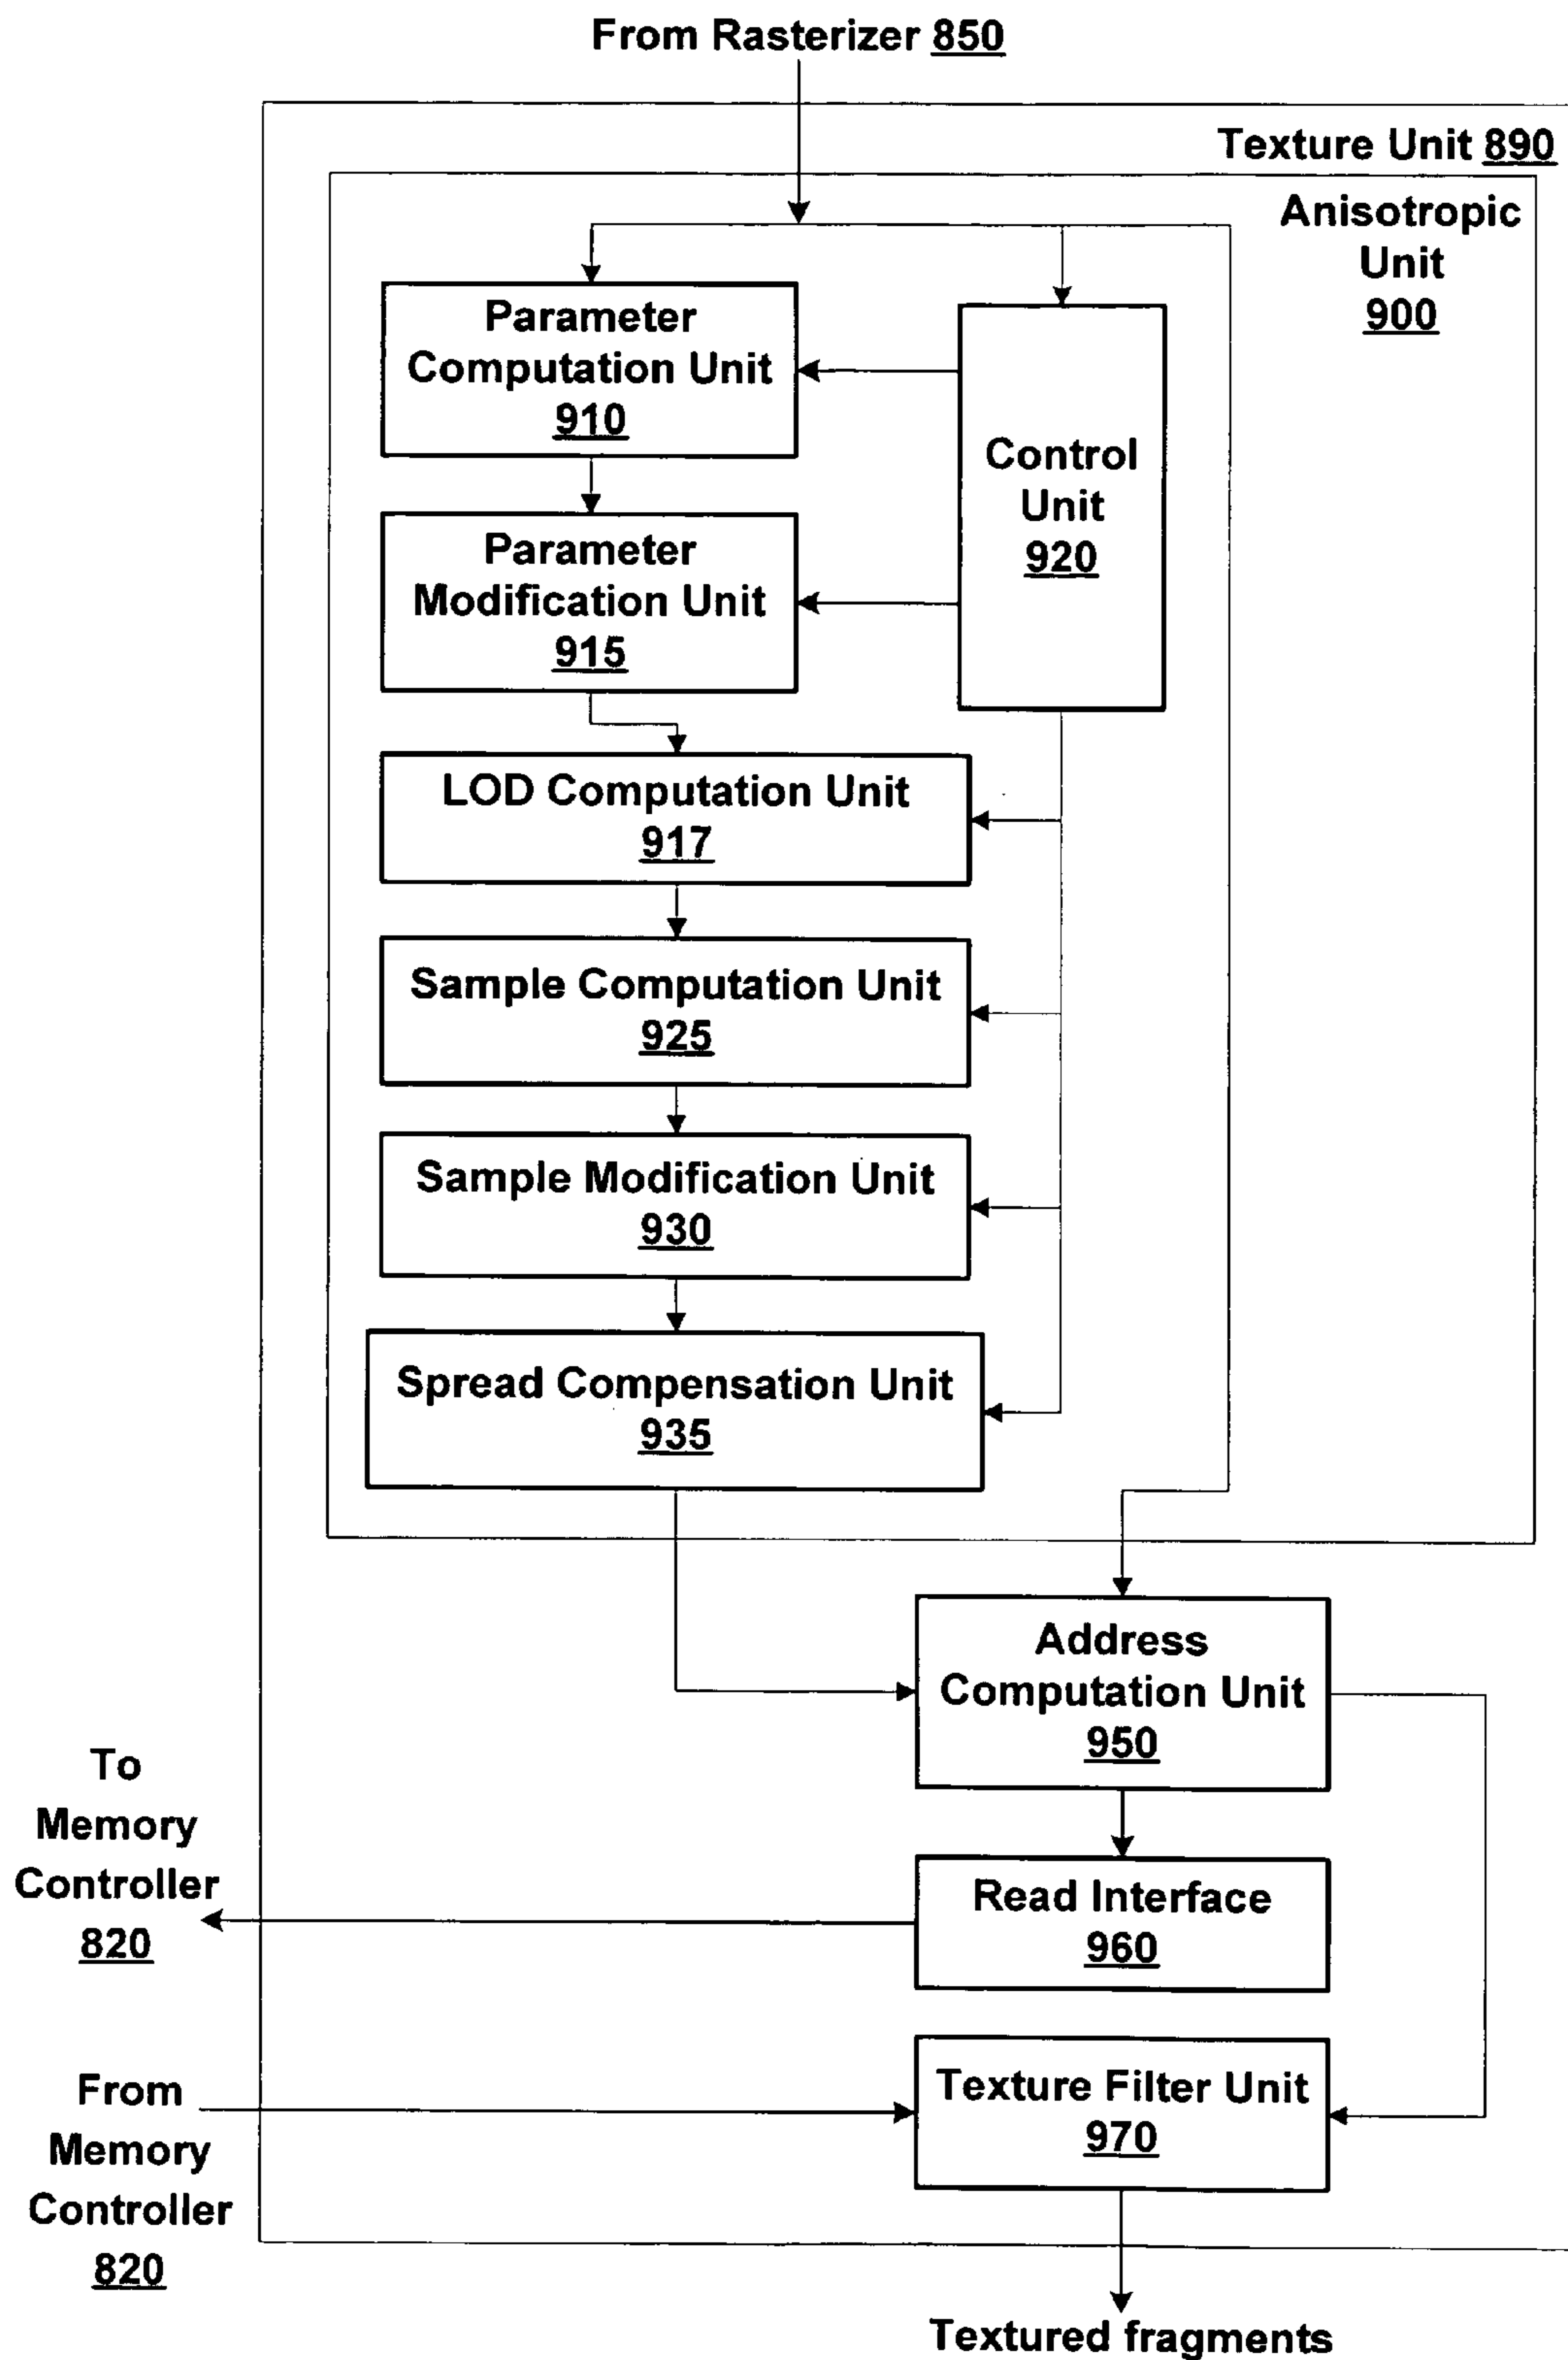 From Rasterizer 850
Texture Unit 890
Anisotropic
Unit
900
Parameter
Computation Unit
910
Control
Unit
920
Parameter
Modification Unit
915
LOD Computation Unit
917
Sample Computation Unit
925
Sample Modification Unit
930
Spread Compensation Unit
935
Address
Computation Unit
950
To
Memory
Controller
820
Read Interface
960
From
Memory
Controller
820
Texture Filter Unit
970
Textured fragments